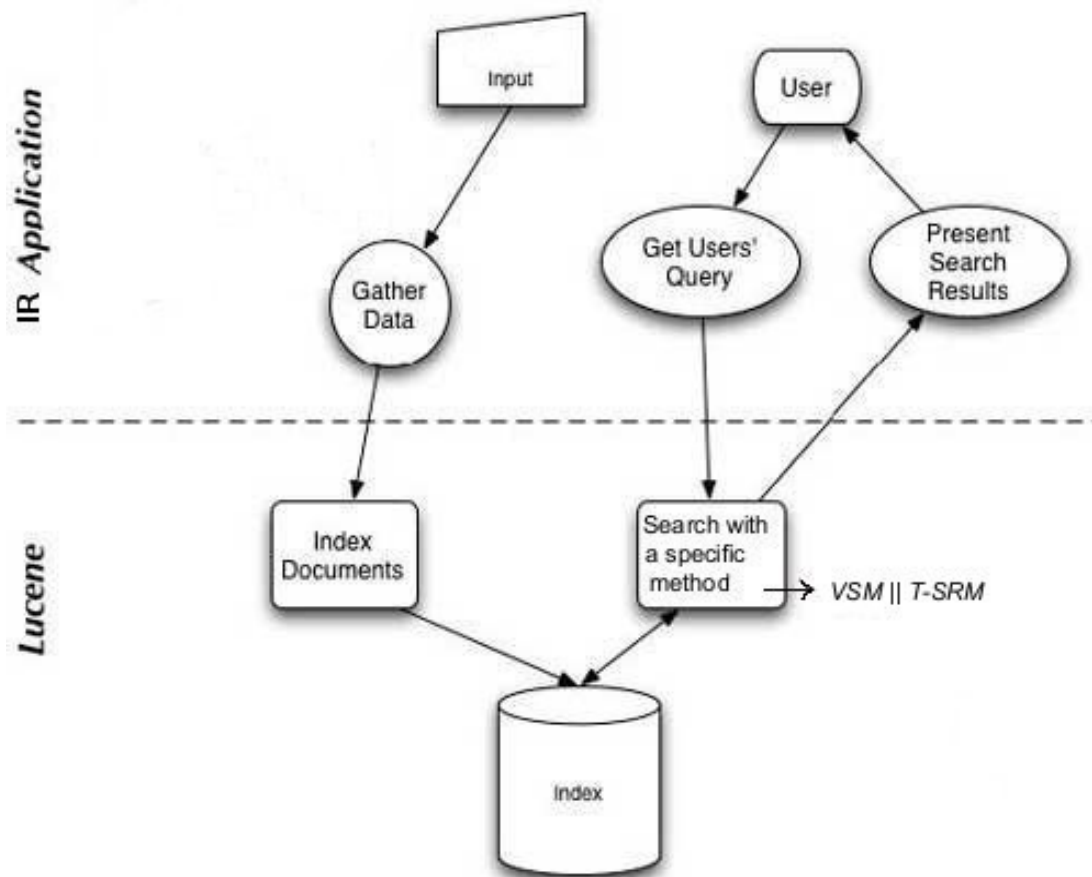 IR Application
Input
User
Gather
Data
Get Users'
Query
Present
Search
Results
Lucene
Index
Documents
Search with
a specific
method
VSM || T-SRM
Index